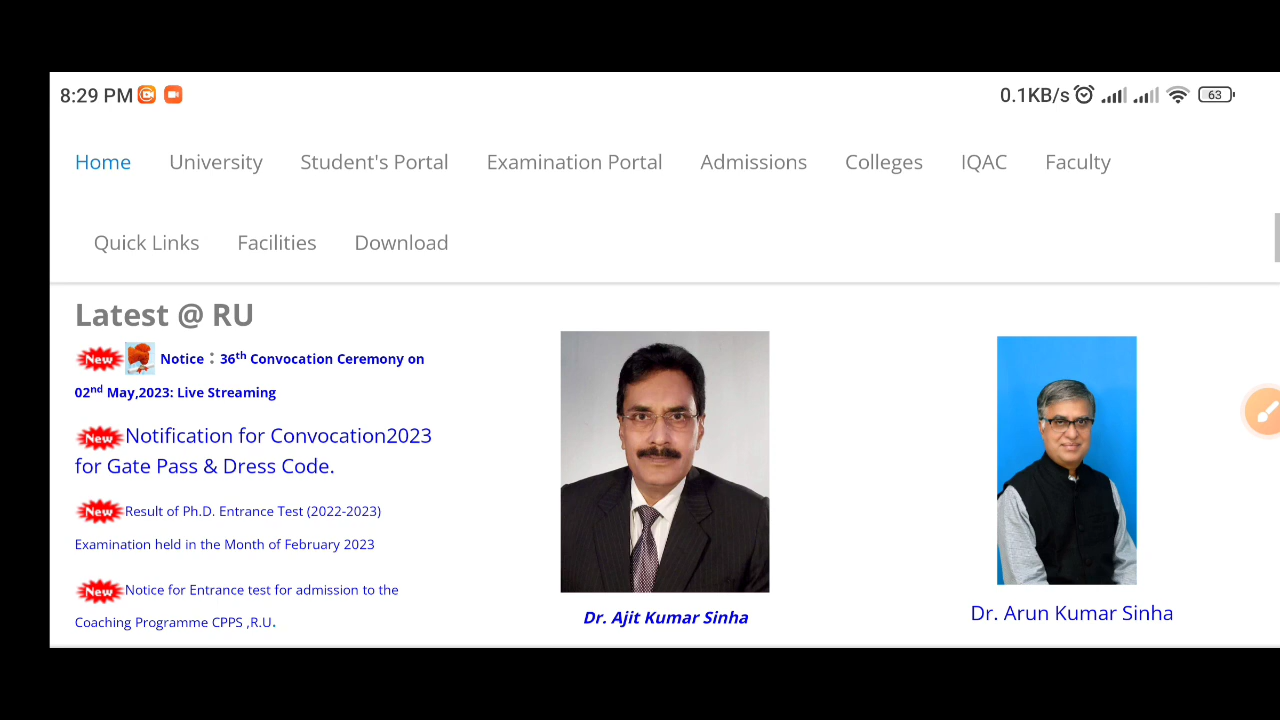 8:29 PM 0.1KB/s 63
Home University Student's Portal Examination Portal Admissions Colleges IQAC Faculty
Quick Links Facilities Download
Latest @ RU
New Notice : 36th Convocation Ceremony on
02nd May,2023: Live Streaming
New Notification for Convocation2023
for Gate Pass & Dress Code.
New Result of Ph.D. Entrance Test (2022-2023)
Examination held in the Month of February 2023
New Notice for Entrance test for admission to the
Coaching Programme CPPS ,R.U.
Dr. Ajit Kumar Sinha
Dr. Arun Kumar Sinha